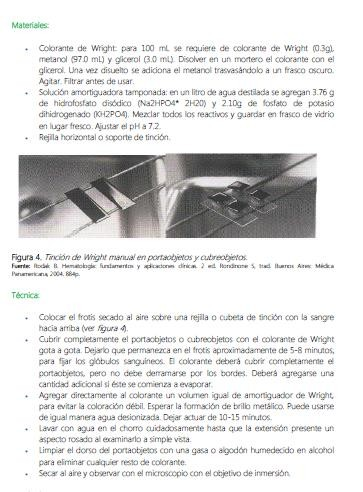 Materiales:
• Colorante de Wright: para 100 mL se requiere de colorante de Wright (0.3g),
metanol (97.0 mL) y glicerol (3.0 mL). Disolver en un mortero el colorante con el
glicerol. Una vez disuelto se adiciona el metanol trasvasándolo a un frasco oscuro.
Agitar. Filtrar antes de usar.
• Solución amortiguadora tamponada: en un litro de agua destilada se agregan 3.76 g
de hidrofosfato disódico (Na2HPO4* 2H20) y 2.10g de fosfato de potasio
dihidrogenado (KH2PO4). Mezclar todos los reactivos y guardar en frasco de vidrio
en lugar fresco. Ajustar el pH a 7.2.
• Rejilla horizontal o soporte de tinción.
Figura 4. Tinción de Wright manual en portaobjetos y cubreobjetos.
Fuente: Rodak B. Hematología: fundamentos y aplicaciones clínicas. 2 ed. Rondinone S, trad. Buenos Aires: Médica
Panamericana, 2004, 884p.
Técnica:
• Colocar el frotis secado al aire sobre una rejilla o cubeta de tinción con la sangre
hacia arriba (ver figura 4).
• Cubrir completamente el portaobjetos o cubreobjetos con el colorante de Wright
gota a gota. Dejarlo que permanezca en el frotis aproximadamente de 5-8 minutos,
para fijar los glóbulos sanguíneos. El colorante deberá cubrir completamente el
portaobjetos, pero no debe derramarse por los bordes. Deberá agregarse una
cantidad adicional si éste se comienza a evaporar.
• Agregar directamente al colorante un volumen igual de amortiguador de Wright,
para evitar la coloración débil. Esperar la formación de brillo metálico. Puede usarse
de igual manera agua desionizada. Dejar actuar de 10-15 minutos.
• Lavar con agua en el chorro cuidadosamente hasta que la extensión presente un
aspecto rosado al examinarlo a simple vista.
• Limpiar el dorso del portaobjetos con una gasa o algodón humedecido en alcohol
para eliminar cualquier resto de colorante.
• Secar al aire y observar con el microscopio con el objetivo de inmersión.